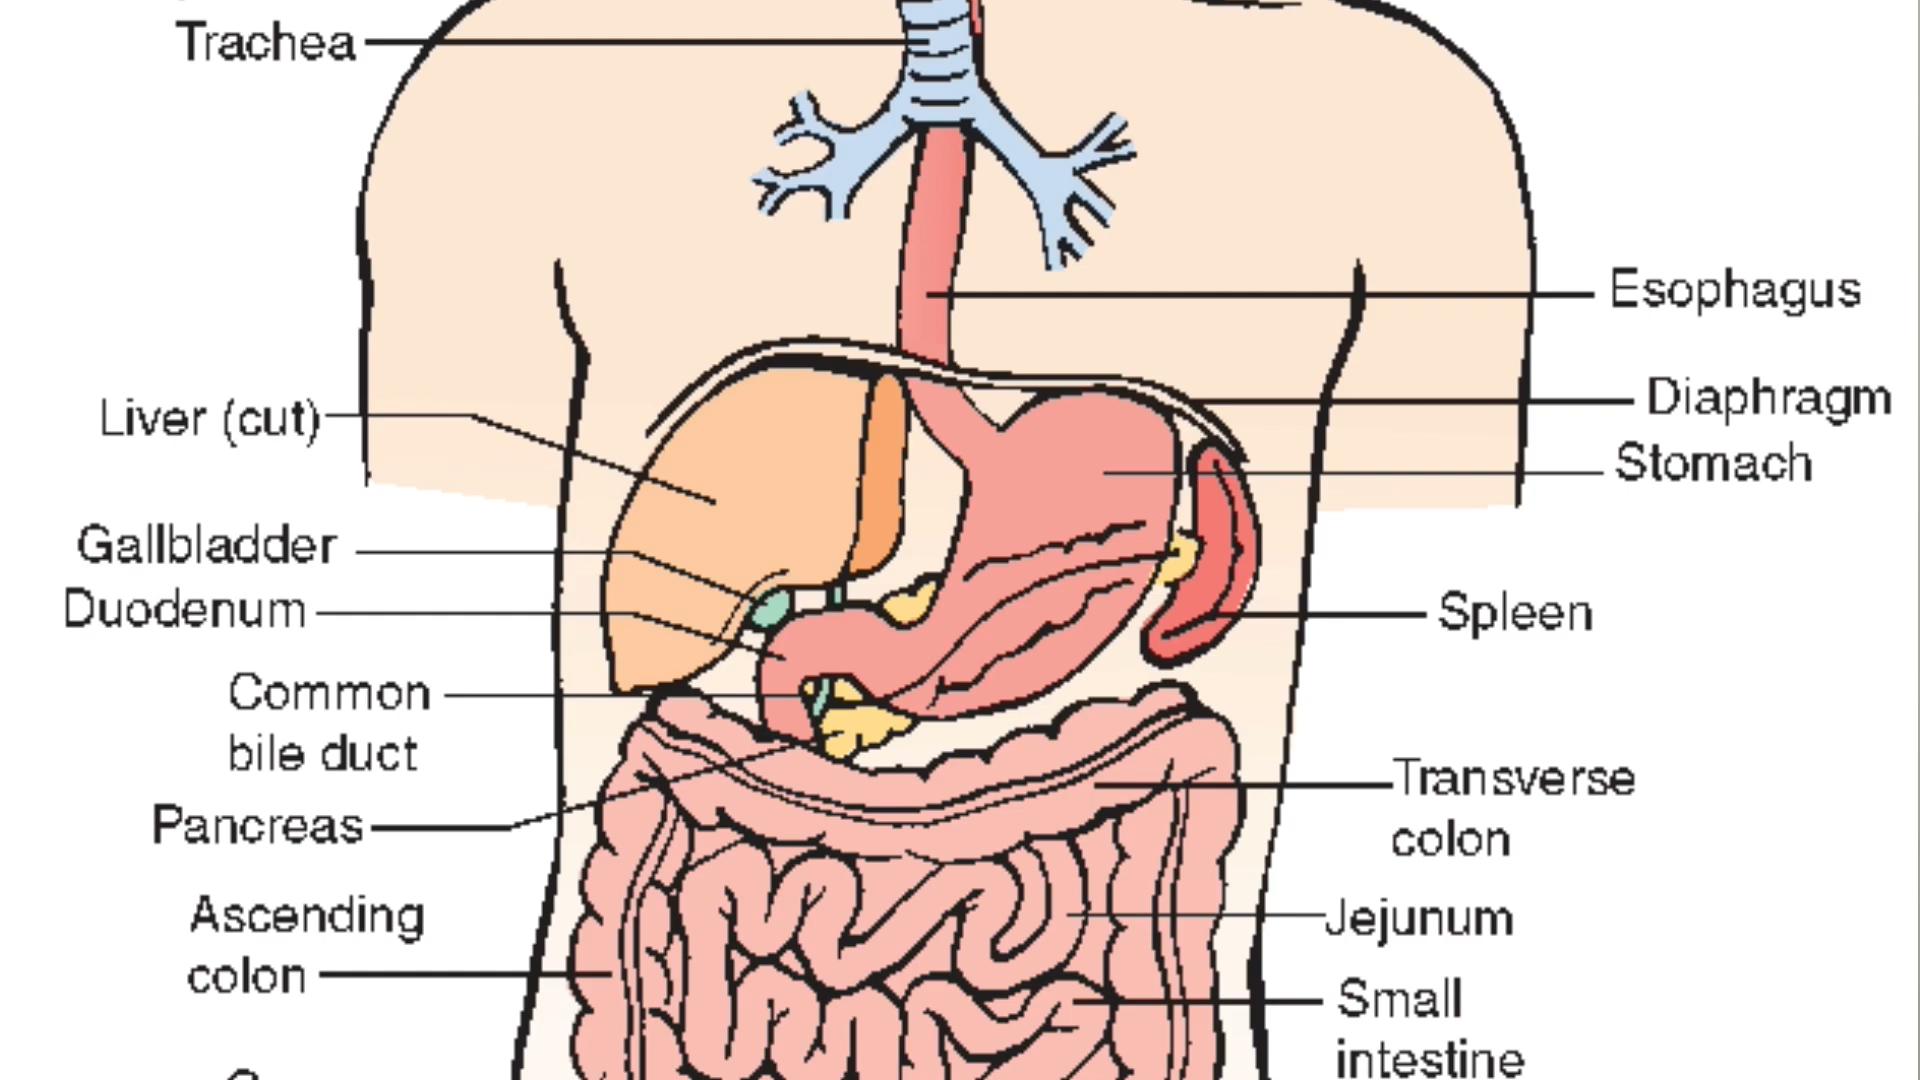 Trachea
Esophagus
Diaphragm
Liver (cut)
Stomach
Gallbladder
Duodenum
Spleen
Common
bile duct
Transverse
colon
Pancreas
Ascending
colon
Jejunum
Small
intestine